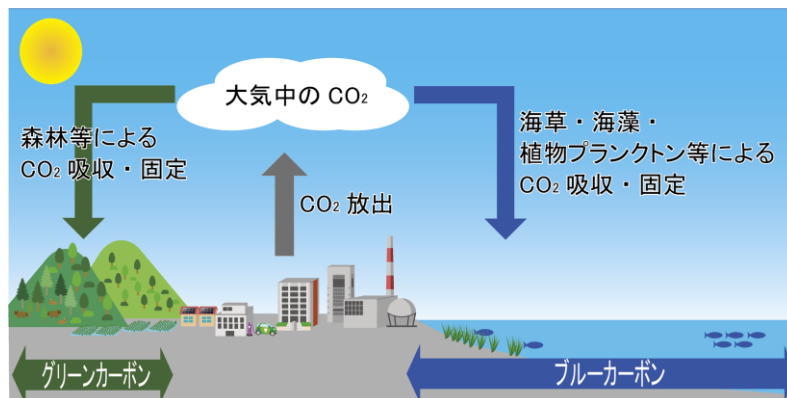 大気中の CO₂
森林等による
CO₂ 吸収・固定
海草・海藻・
植物プランクトン等による
CO₂ 吸収・固定
CO₂ 放出
グリーンカーボン
ブルーカーボン